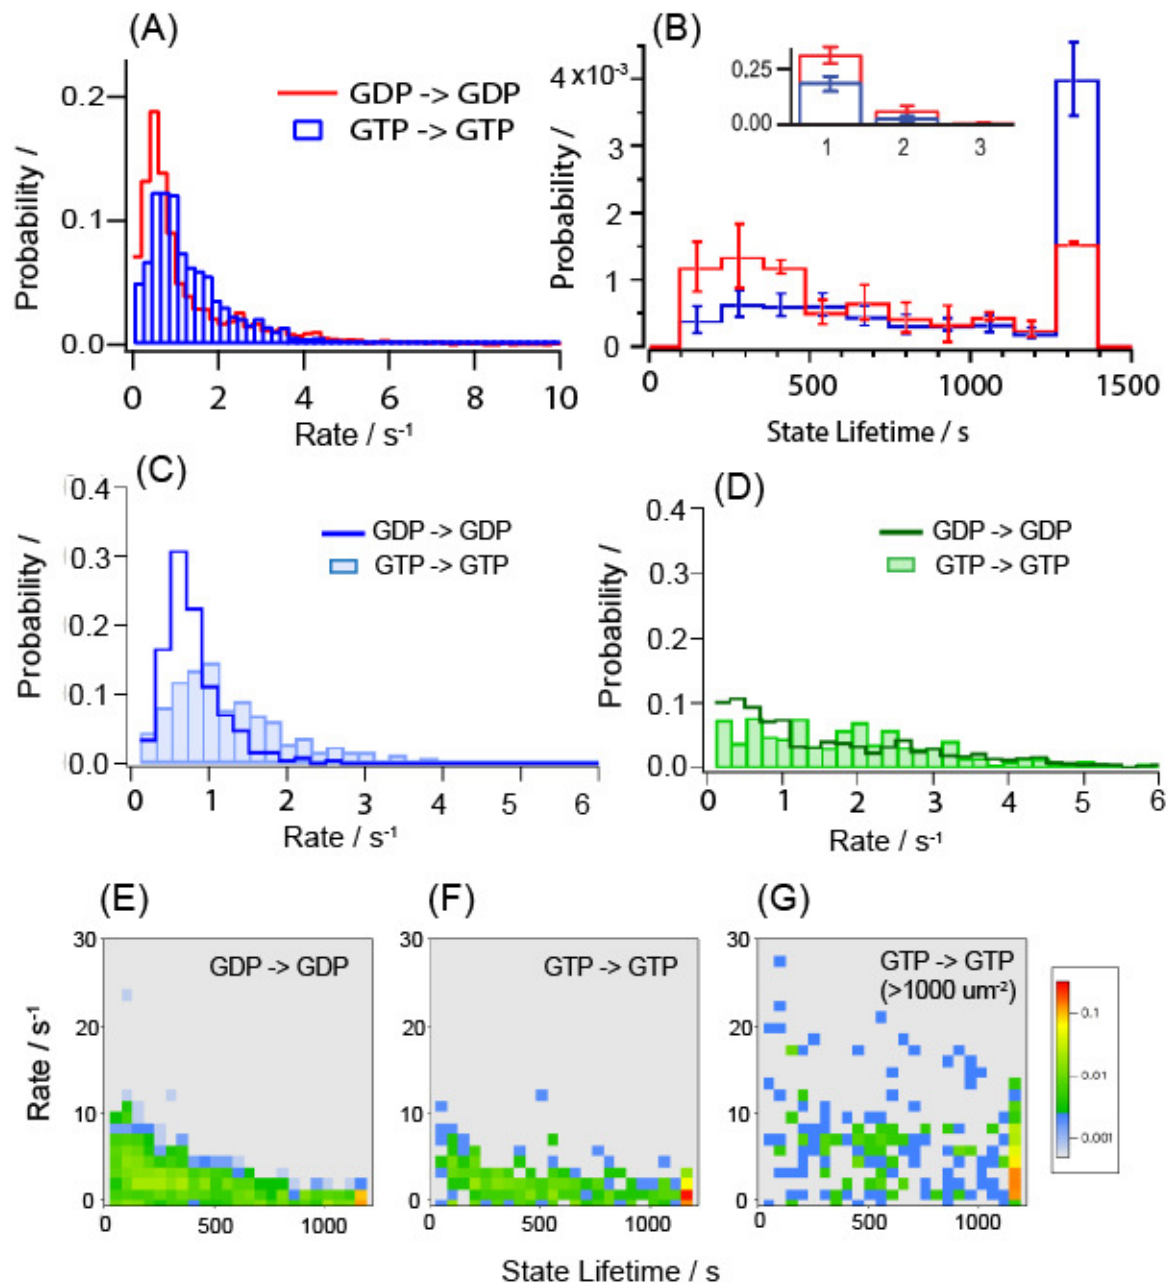 (A)
Probability /
0.2
0.1
0.0
GDP -> GDP
GTP -> GTP
0 2 4 6 8 10
Rate / s⁻¹
(B)
Probability /
4 x10⁻³
3
2
1
0
0.25
0.00
1 2 3
0 500 1000 1500
State Lifetime / s
(C)
Probability /
0.4
0.3
0.2
0.1
0.0
GDP -> GDP
GTP -> GTP
0 1 2 3 4 5 6
Rate / s⁻¹
(D)
Probability /
0.4
0.3
0.2
0.1
0.0
GDP -> GDP
GTP -> GTP
0 1 2 3 4 5 6
Rate / s⁻¹
(E)
Rate / s⁻¹
30
20
10
0
GDP -> GDP
0 500 1000
(F)
30
20
10
0
GTP -> GTP
0 500 1000
(G)
30
20
10
0
GTP -> GTP
(>1000 um⁻²)
0 500 1000
0.1
0.01
0.001
State Lifetime / s